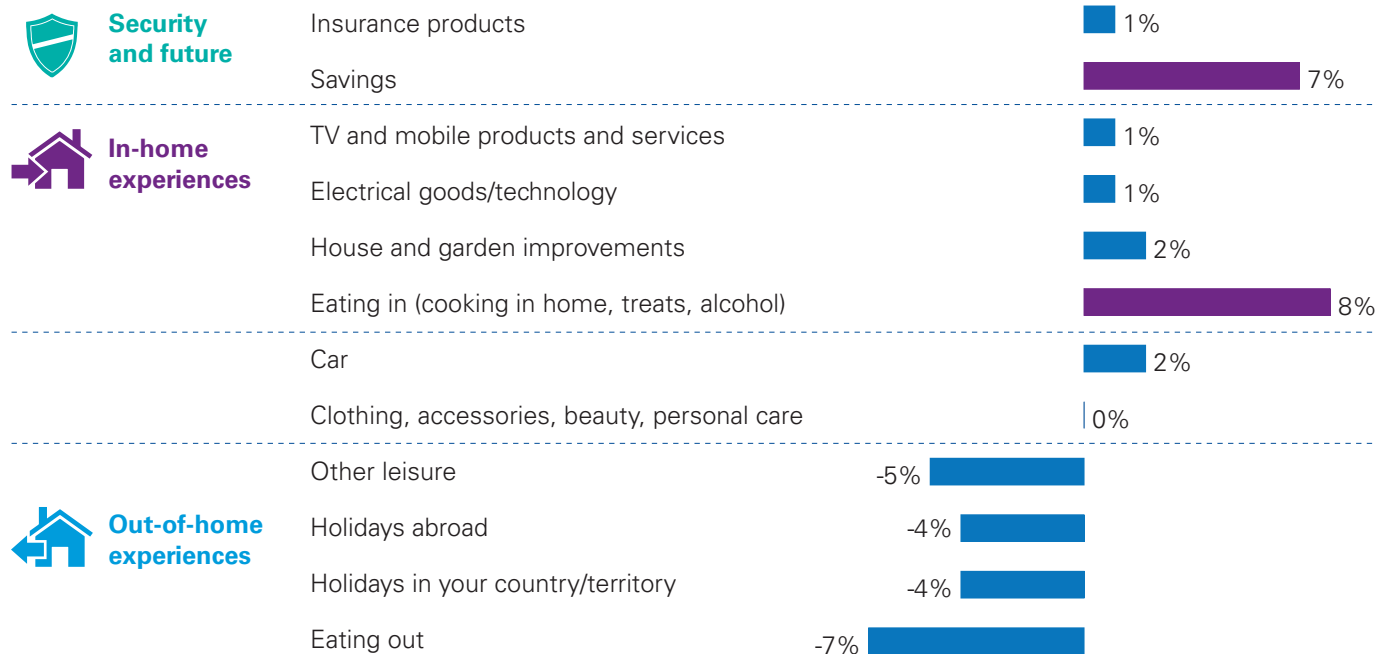 Security
and future
Insurance products
1%
Savings
7%
In-home
experiences
TV and mobile products and services
1%
Electrical goods/technology
1%
House and garden improvements
2%
Eating in (cooking in home, treats, alcohol)
8%
Car
2%
Clothing, accessories, beauty, personal care
0%
Out-of-home
experiences
Other leisure
-5%
Holidays abroad
-4%
Holidays in your country/territory
-4%
Eating out
-7%